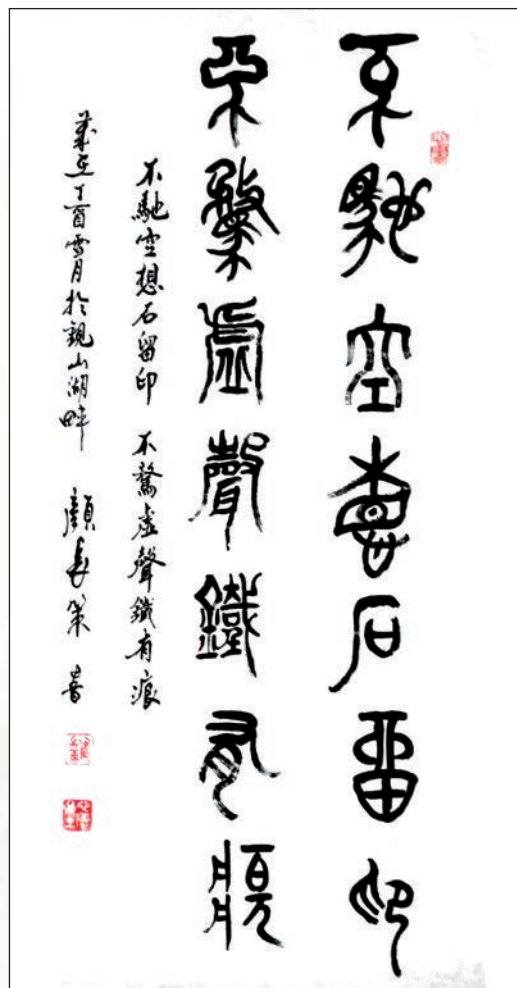 不馳空想石留印
不騖虛聲鐵有痕
不馳空想石留印 不騖虛聲鐵有痕
歲在丁酉雪月於觀山湖畔 顏 書